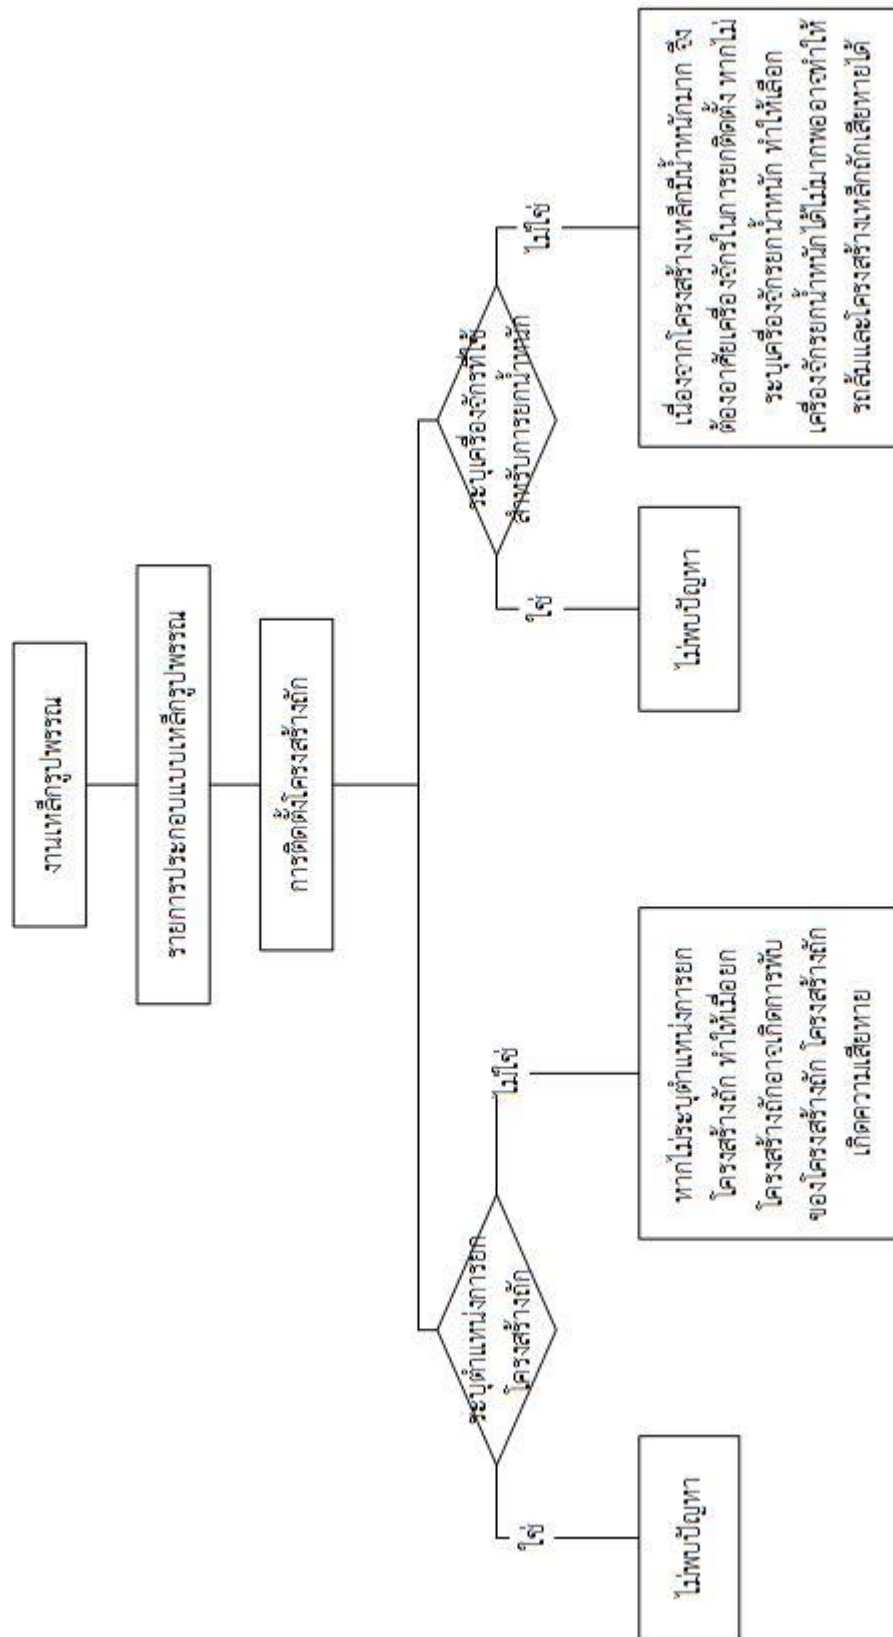 งานเหล็กรูปพรรณ
รายการประกอบแบบเหล็กรูปพรรณ
การติดตั้งโครงสร้างถัก
ระบุตำแหน่งการยก
โครงสร้างถัก
ใช่
ไม่ใช่
ไม่พบปัญหา
หากไม่ระบุตำแหน่งการยก
โครงสร้างถัก ทำให้เมื่อยก
โครงสร้างถักอาจเกิดการพับ
ของโครงสร้างถัก โครงสร้างถัก
เกิดความเสียหาย
ระบุเครื่องจักรที่ใช้
สำหรับการยกน้ำหนัก
ใช่
ไม่ใช่
ไม่พบปัญหา
เนื่องจากโครงสร้างเหล็กมีน้ำหนักมาก จึง
ต้องอาศัยเครื่องจักรในการยกติดตั้ง หากไม่
ระบุเครื่องจักรยกน้ำหนัก ทำให้เลือก
เครื่องจักรยกน้ำหนักได้ไม่มากพออาจทำให้
รถล้มและโครงสร้างเหล็กถักเสียหายได้